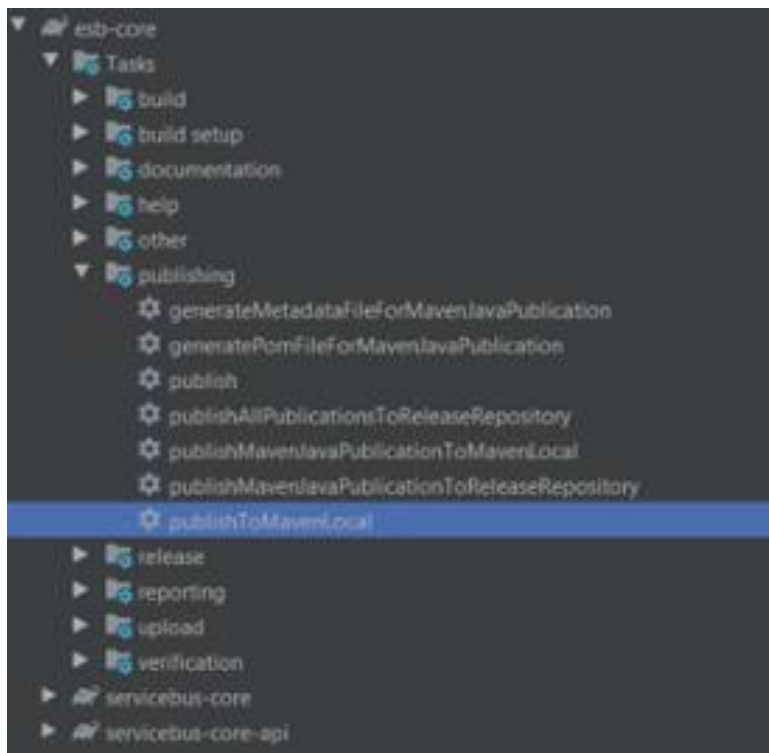 esb-core
Tasks
build
build setup
documentation
help
other
publishing
generateMetadataFileForMavenJavaPublication
generatePomFileForMavenJavaPublication
publish
publishAllPublicationsToReleaseRepository
publishMavenJavaPublicationToMavenLocal
publishMavenJavaPublicationToReleaseRepository
publishToMavenLocal
release
reporting
upload
verification
servicebus-core
servicebus-core-api